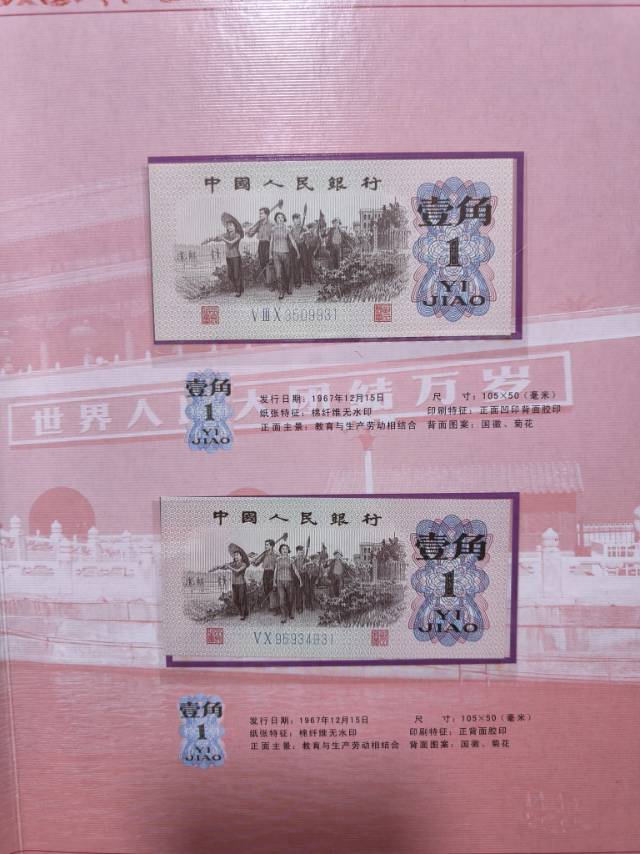 中國人民銀行
壹角
1
YI
JIAO
VⅢX 3509931
壹角
1
YI
JIAO
发行日期：1967年12月15日 尺 寸：105×50（毫米）
纸张特征：棉纤维无水印 印刷特征：正面凹印背面胶印
正面主景：教育与生产劳动相结合 背面图案：国徽、菊花
世界人民大团结万岁
中國人民銀行
壹角
1
YI
JIAO
VX 96934931
壹角
1
YI
JIAO
发行日期：1967年12月15日 尺 寸：105×50（毫米）
纸张特征：棉纤维无水印 印刷特征：正背面胶印
正面主景：教育与生产劳动相结合 背面图案：国徽、菊花